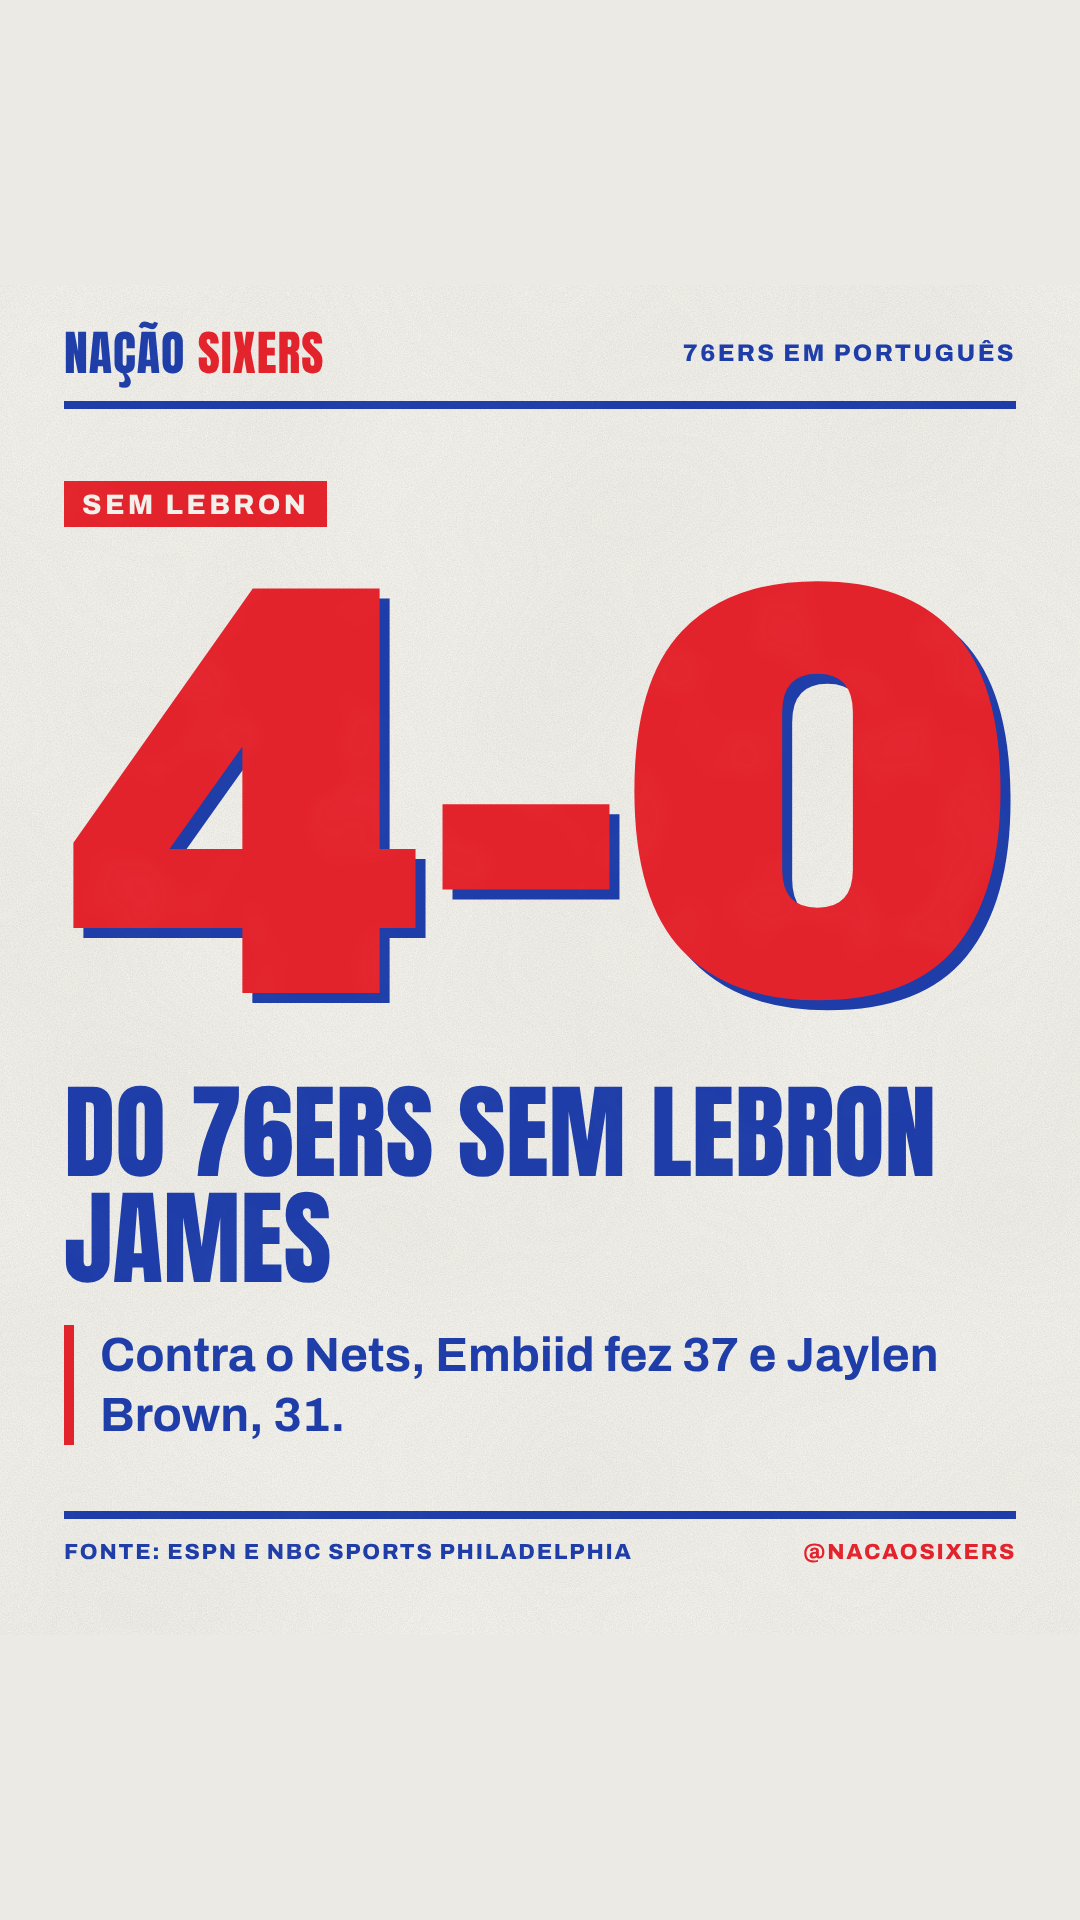 NAÇÃO SIXERS
76ERS EM PORTUGUÊS
SEM LEBRON
4-0
DO 76ERS SEM LEBRON
JAMES
Contra o Nets, Embiid fez 37 e Jaylen
Brown, 31.
FONTE: ESPN E NBC SPORTS PHILADELPHIA
@NACAOSIXERS